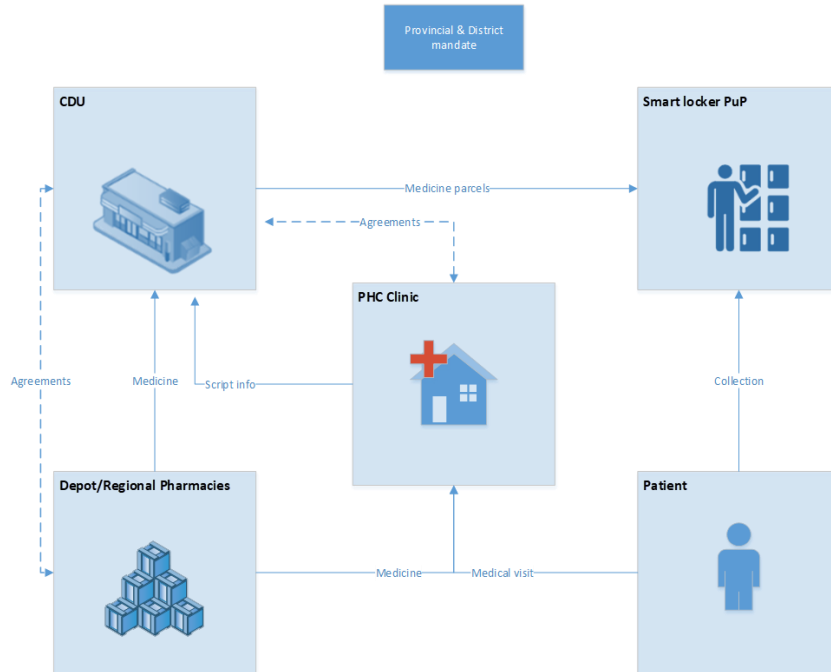 Provincial & District
mandate
CDU
Smart locker PuP
Medicine parcels
Agreements
PHC Clinic
Agreements
Medicine
Script info
Collection
Depot/Regional Pharmacies
Patient
Medicine
Medical visit